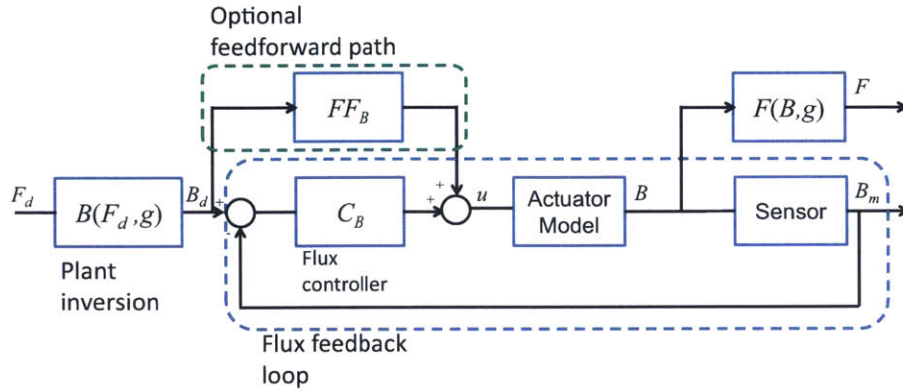 Optional
feedforward path
FF_B
F(B,g)
F
F_d
B(F_d,g)
B_d
+
-
C_B
+
+
u
Actuator
Model
B
Sensor
B_m
Plant
inversion
Flux
controller
Flux feedback
loop